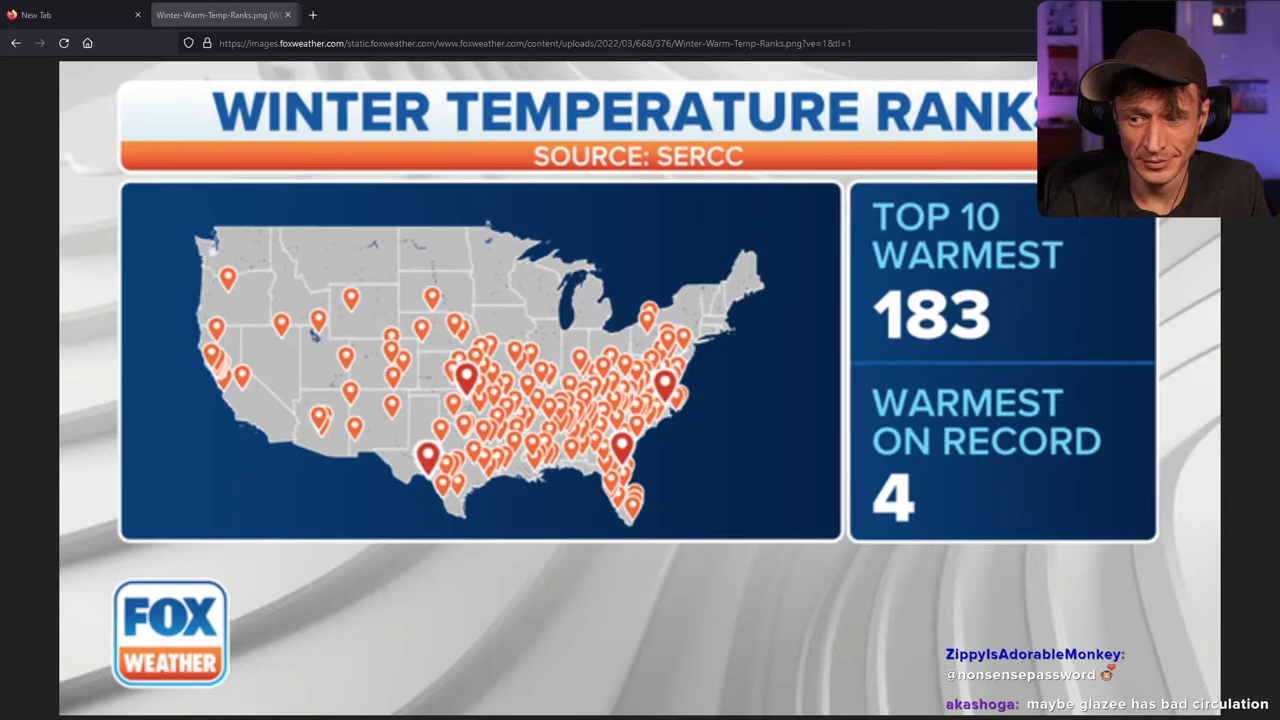 New Tab
Winter-Warm-Temp-Ranks.png (W
https://images.foxweather.com/static.foxweather.com/www.foxweather.com/content/uploads/2022/03/668/376/Winter-Warm-Temp-Ranks.png?ve=1&tl=1
WINTER TEMPERATURE RANKS
SOURCE: SERCC
TOP 10
WARMEST
183
WARMEST
ON RECORD
4
FOX
WEATHER
ZippyIsAdorableMonkey:
@nonsensepassword
akashoga: maybe glazee has bad circulation